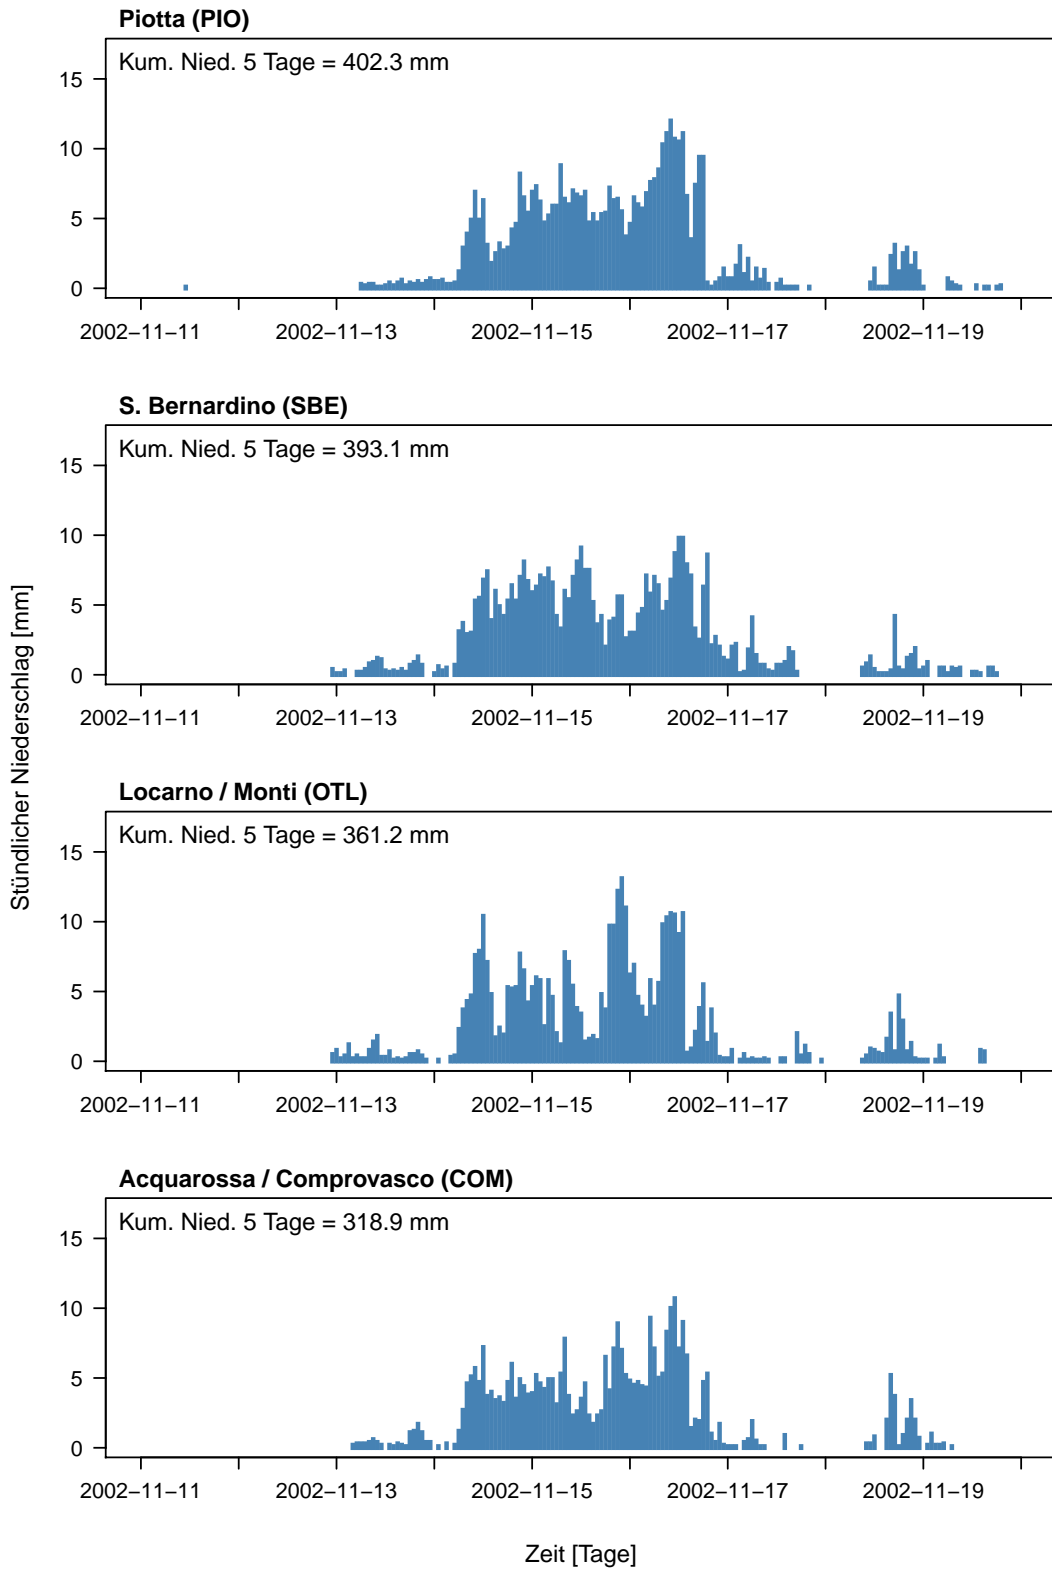 Piotta (PIO)
Kum. Nied. 5 Tage = 402.3 mm
15
10
5
0
2002−11−11 2002−11−13 2002−11−15 2002−11−17 2002−11−19
S. Bernardino (SBE)
Kum. Nied. 5 Tage = 393.1 mm
15
10
5
0
2002−11−11 2002−11−13 2002−11−15 2002−11−17 2002−11−19
Stündlicher Niederschlag [mm]
Locarno / Monti (OTL)
Kum. Nied. 5 Tage = 361.2 mm
15
10
5
0
2002−11−11 2002−11−13 2002−11−15 2002−11−17 2002−11−19
Acquarossa / Comprovasco (COM)
Kum. Nied. 5 Tage = 318.9 mm
15
10
5
0
2002−11−11 2002−11−13 2002−11−15 2002−11−17 2002−11−19
Zeit [Tage]